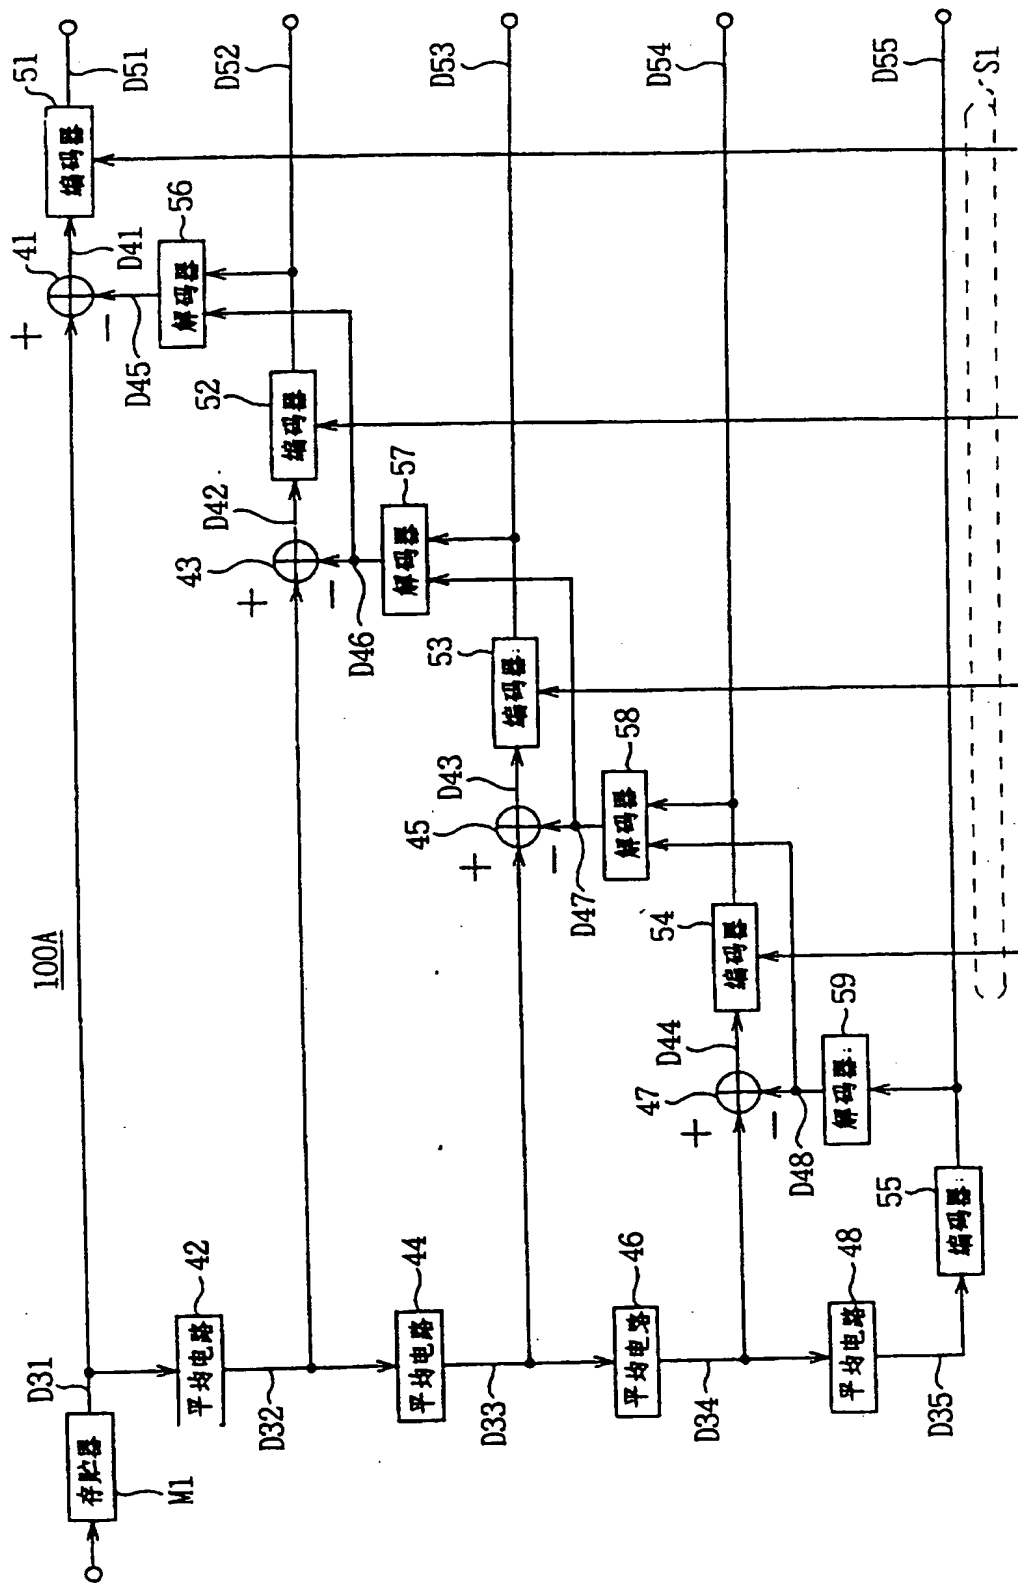 100A
存贮器
M1
D31
平均电路
42
D32
平均电路
44
D33
平均电路
46
D34
平均电路
48
D35
+
−
41
D41
编码器
51
D51
D45
解码器
56
+
−
43
D42
编码器
52
D52
D46
解码器
57
+
−
45
D43
编码器
53
D53
D47
解码器
58
+
−
47
D44
编码器
54
D54
D48
解码器
59
编码器
55
D55
S1